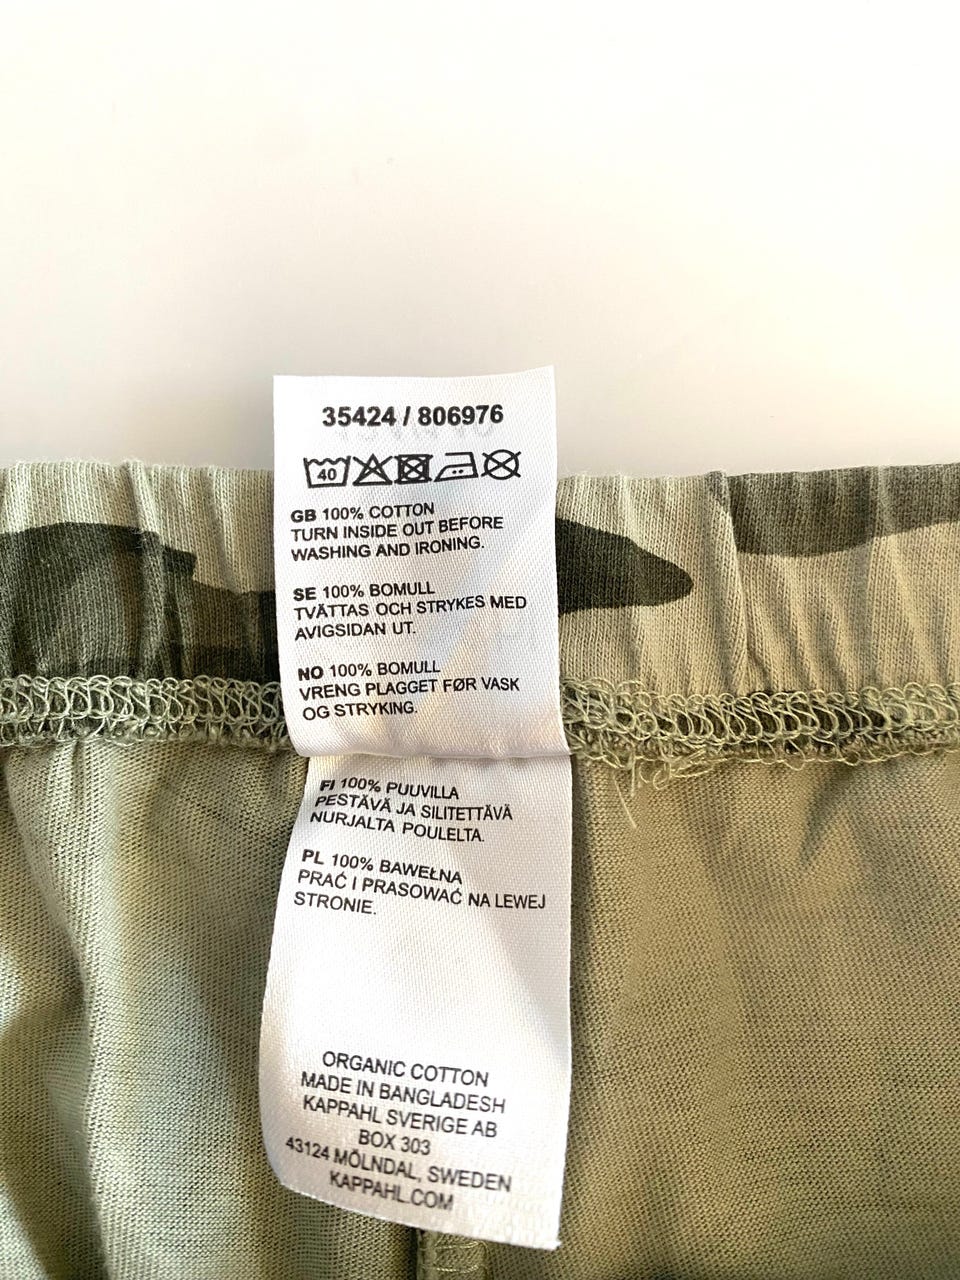 35424 / 806976
40
GB 100% COTTON
TURN INSIDE OUT BEFORE
WASHING AND IRONING.
SE 100% BOMULL
TVÄTTAS OCH STRYKES MED
AVIGSIDAN UT.
NO 100% BOMULL
VRENG PLAGGET FØR VASK
OG STRYKING.
FI 100% PUUVILLA
PESTÄVÄ JA SILITETTÄVÄ
NURJALTA POULELTA.
PL 100% BAWEŁNA
PRAĆ I PRASOWAĆ NA LEWEJ
STRONIE.
ORGANIC COTTON
MADE IN BANGLADESH
KAPPAHL SVERIGE AB
BOX 303
43124 MÖLNDAL, SWEDEN
KAPPAHL.COM